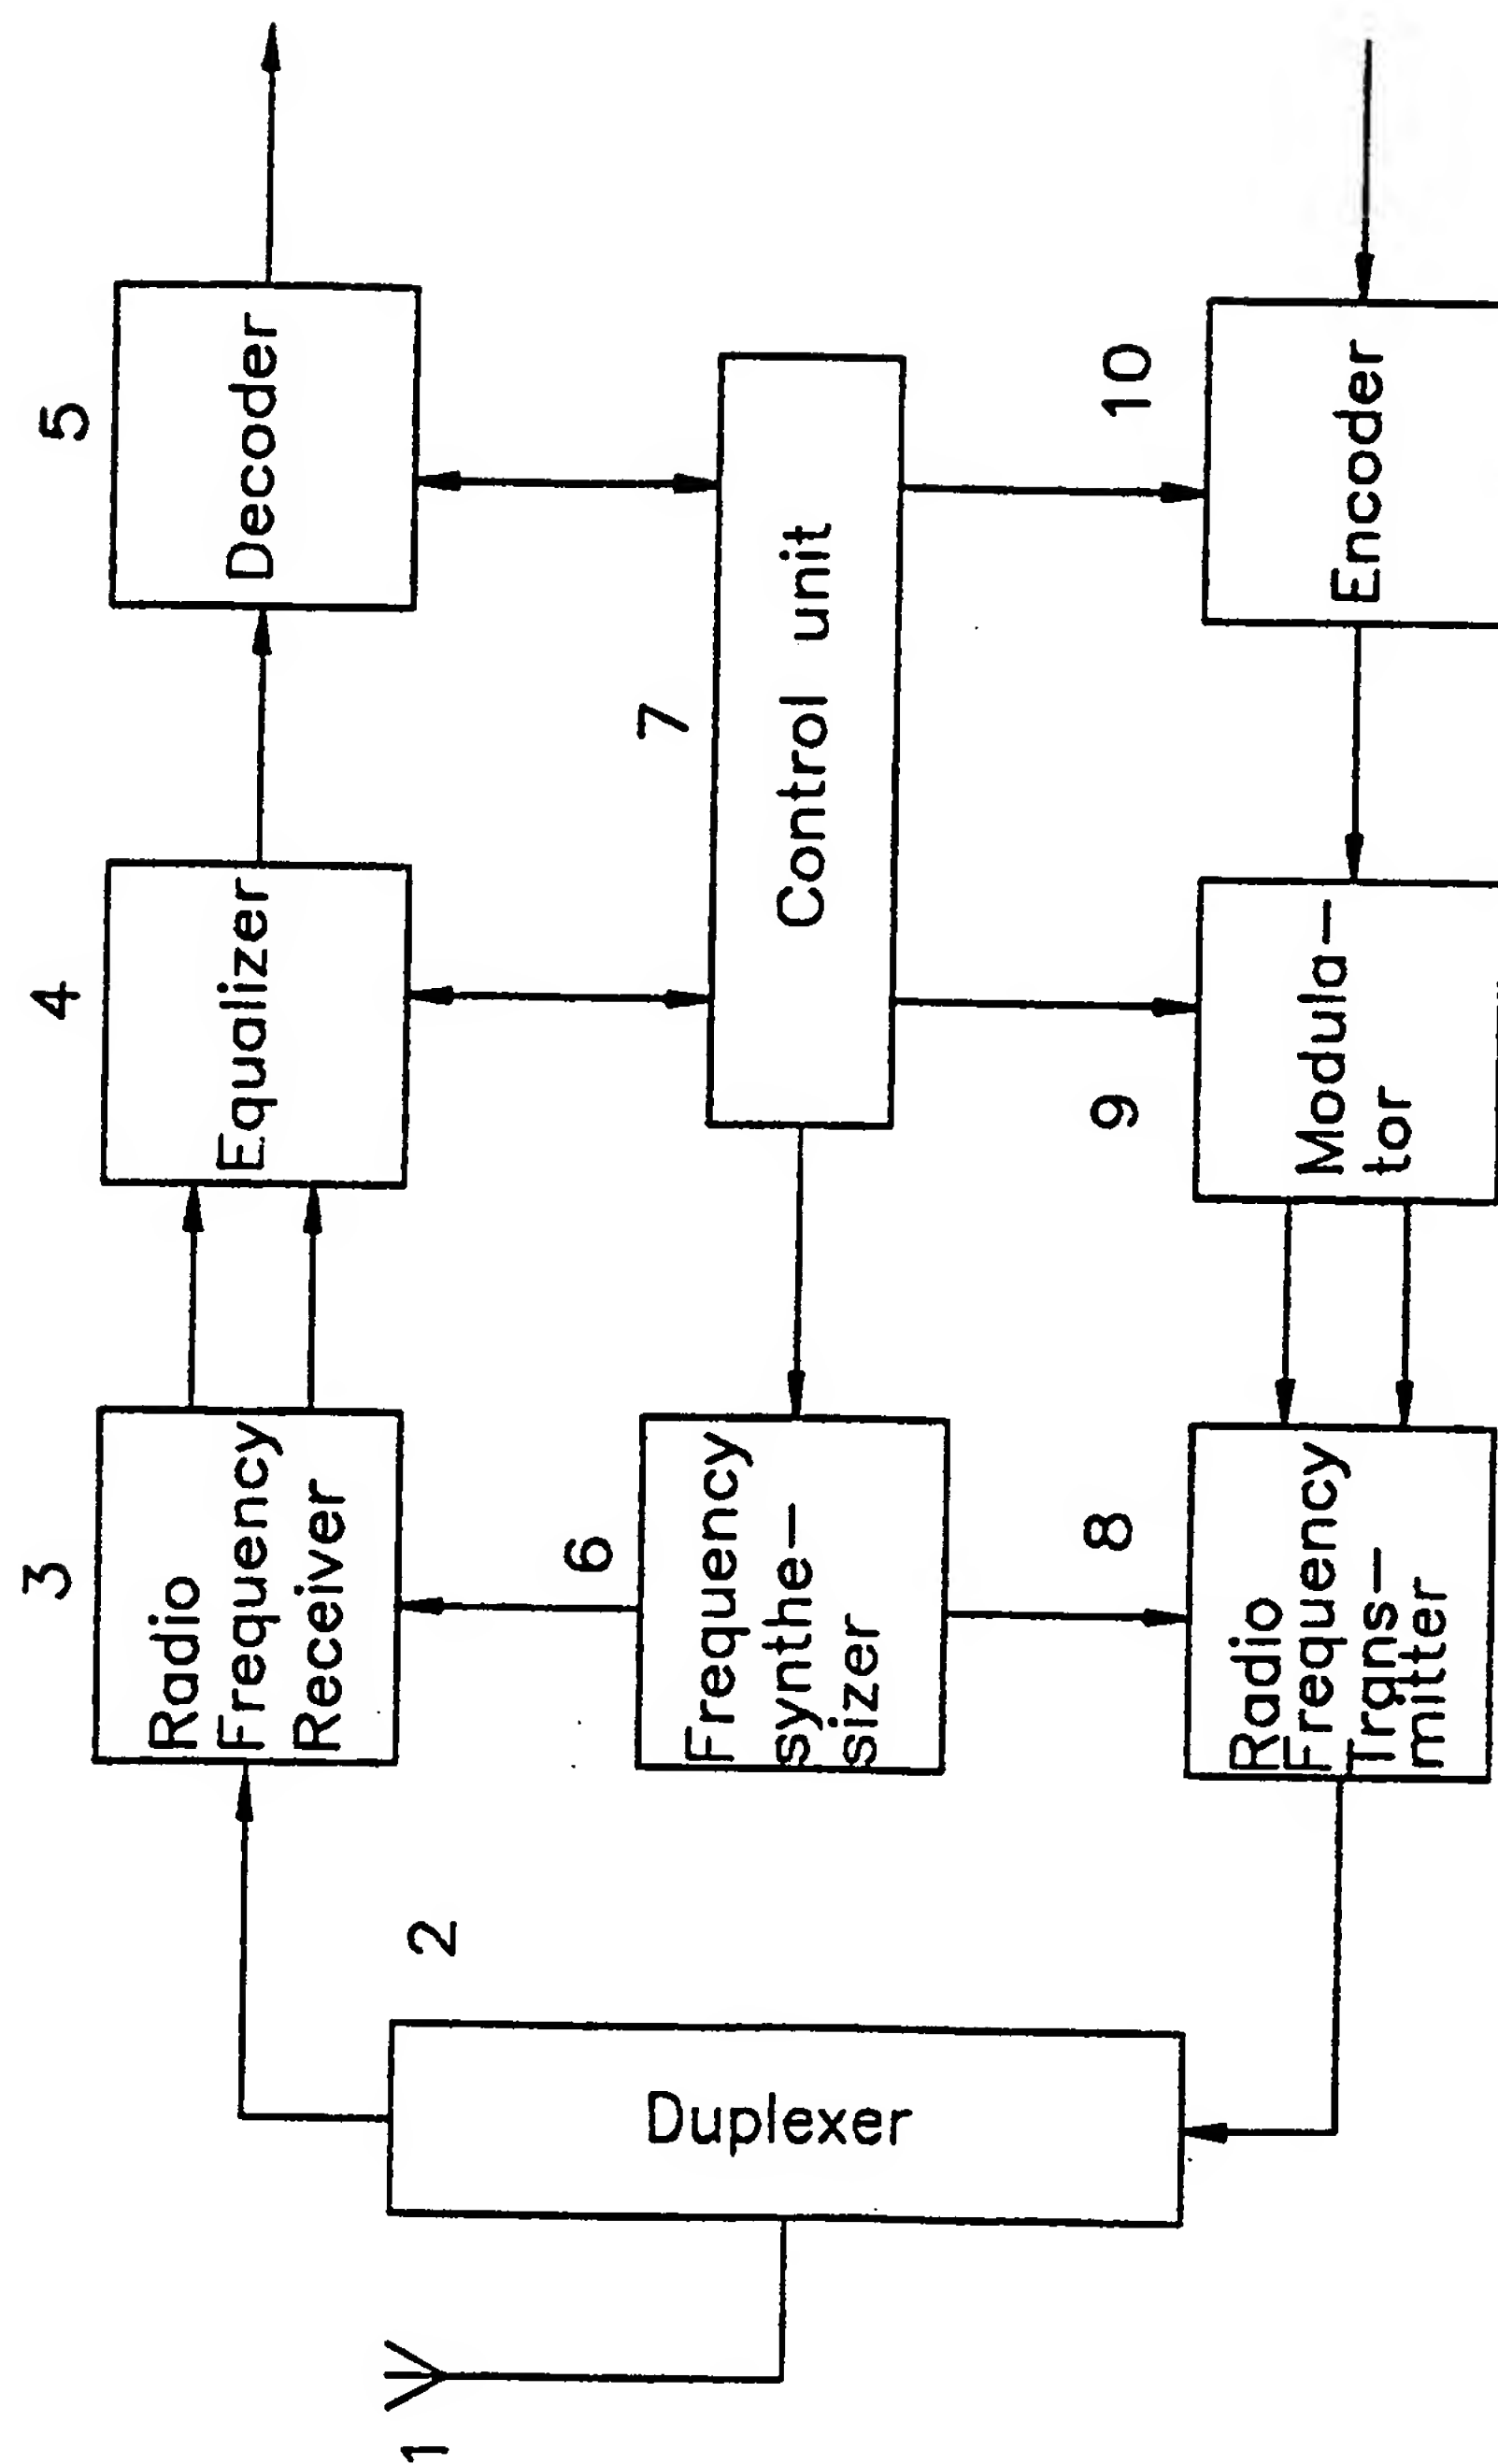 1
2
Duplexer
3
Radio
Frequency
Receiver
4
Equalizer
5
Decoder
6
Frequency
synthe-
sizer
7
Control unit
8
Radio
Frequency
Trans-
mitter
9
Modula-
tor
10
Encoder